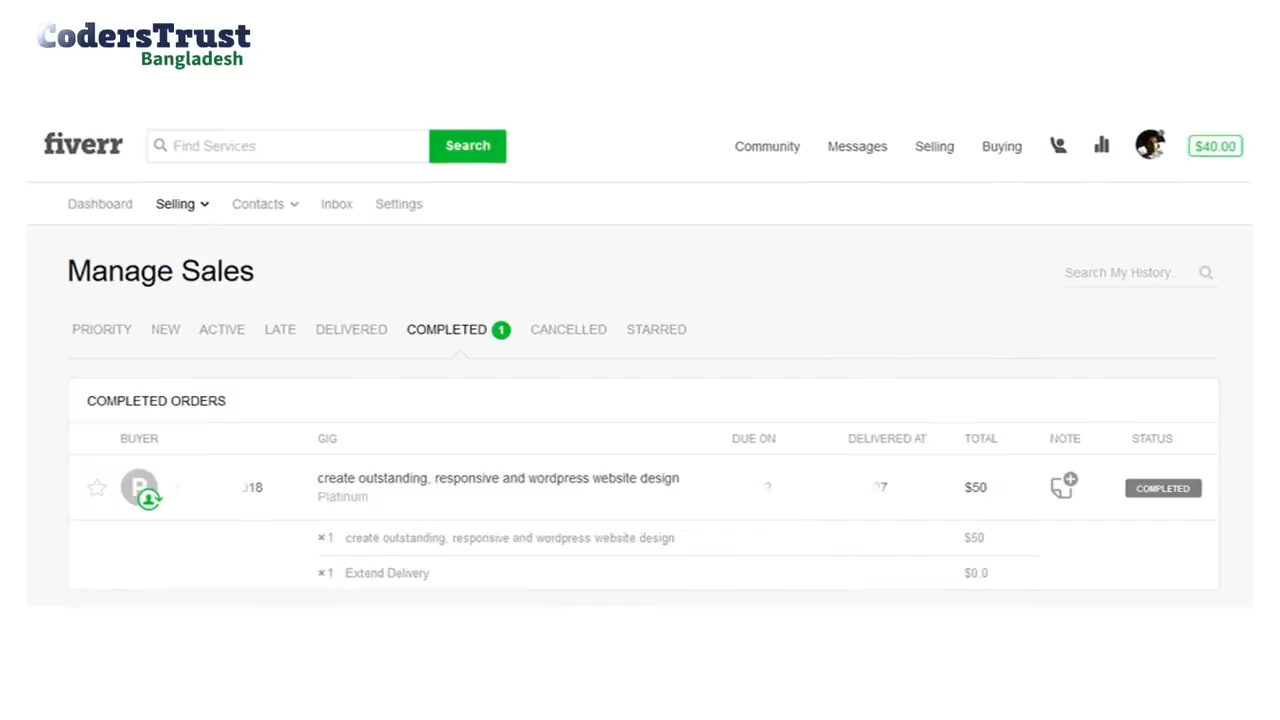 CodersTrust
Bangladesh
fiverr Find Services Search Community Messages Selling Buying $40.00
Dashboard Selling Contacts Inbox Settings
Manage Sales Search My History...
PRIORITY NEW ACTIVE LATE DELIVERED COMPLETED 1 CANCELLED STARRED
COMPLETED ORDERS
BUYER GIG DUE ON DELIVERED AT TOTAL NOTE STATUS
create outstanding, responsive and wordpress website design $50 COMPLETED
Platinum
×1 create outstanding, responsive and wordpress website design $50
×1 Extend Delivery $0.0